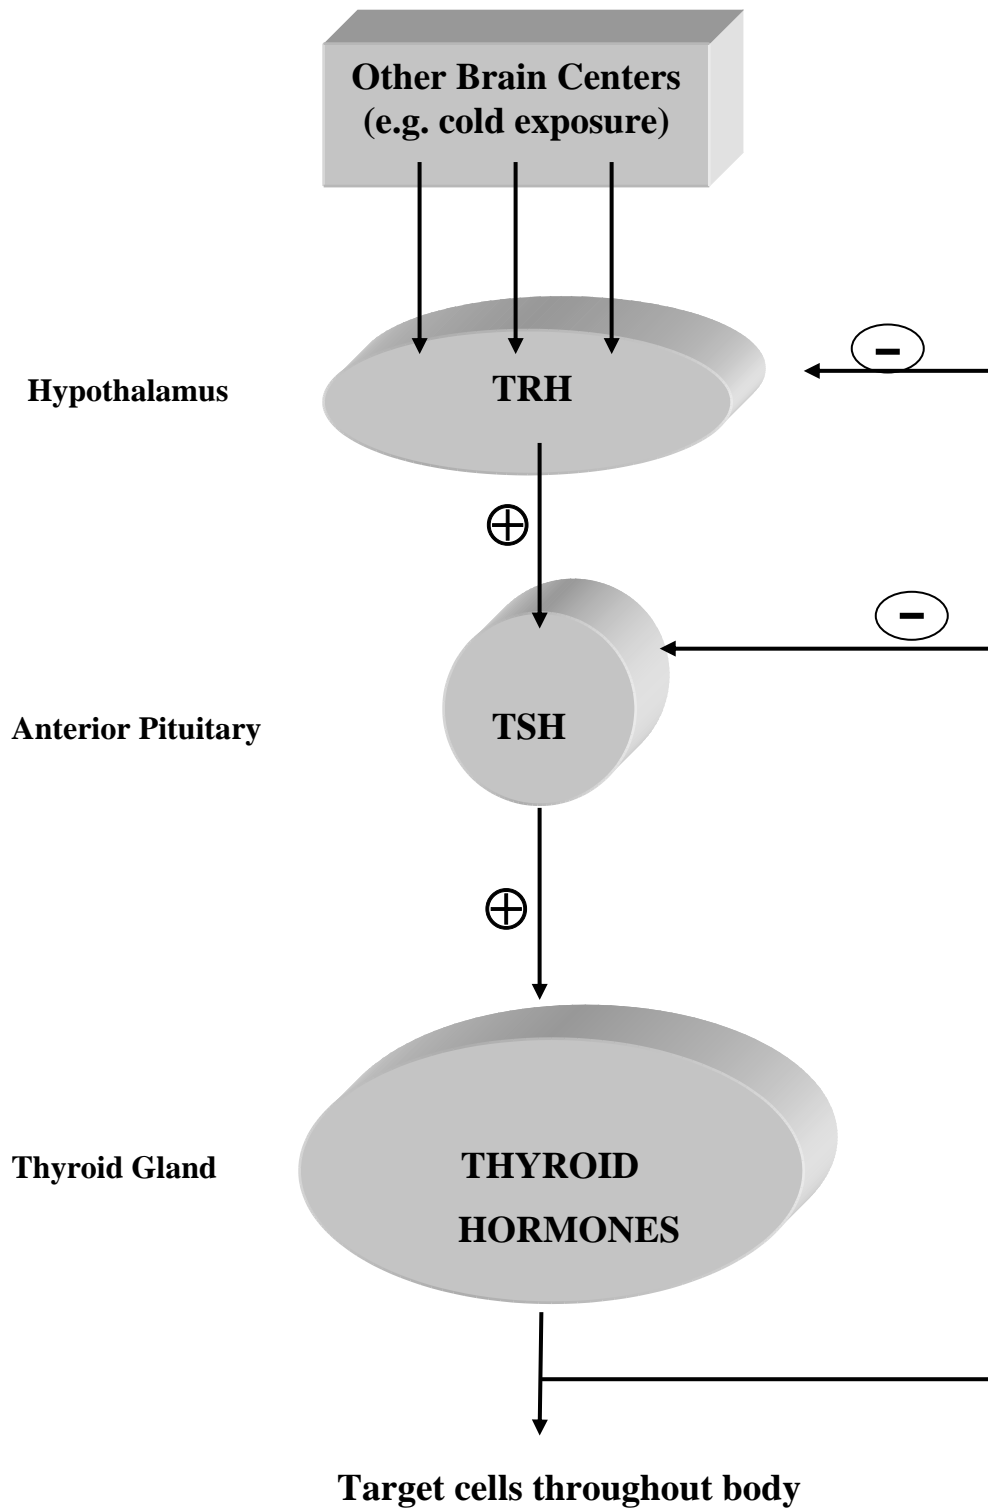 Other Brain Centers
(e.g. cold exposure)
Hypothalamus
TRH
–
+
–
Anterior Pituitary
TSH
+
Thyroid Gland
THYROID
HORMONES
Target cells throughout body